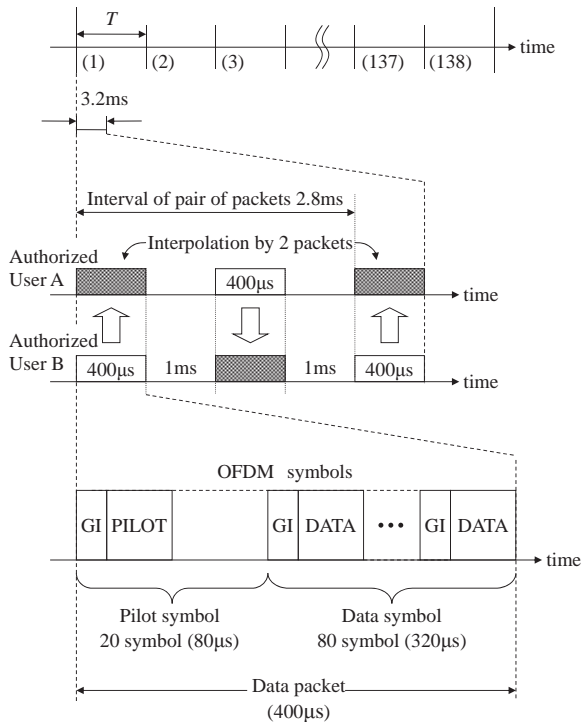 T
time
(1) (2) (3) (137) (138)
3.2ms
Interval of pair of packets 2.8ms
Interpolation by 2 packets
Authorized
User A
400μs
time
Authorized
User B
400μs 1ms 1ms 400μs
time
OFDM symbols
GI PILOT GI DATA ••• GI DATA
time
Pilot symbol
20 symbol (80μs)
Data symbol
80 symbol (320μs)
Data packet
(400μs)